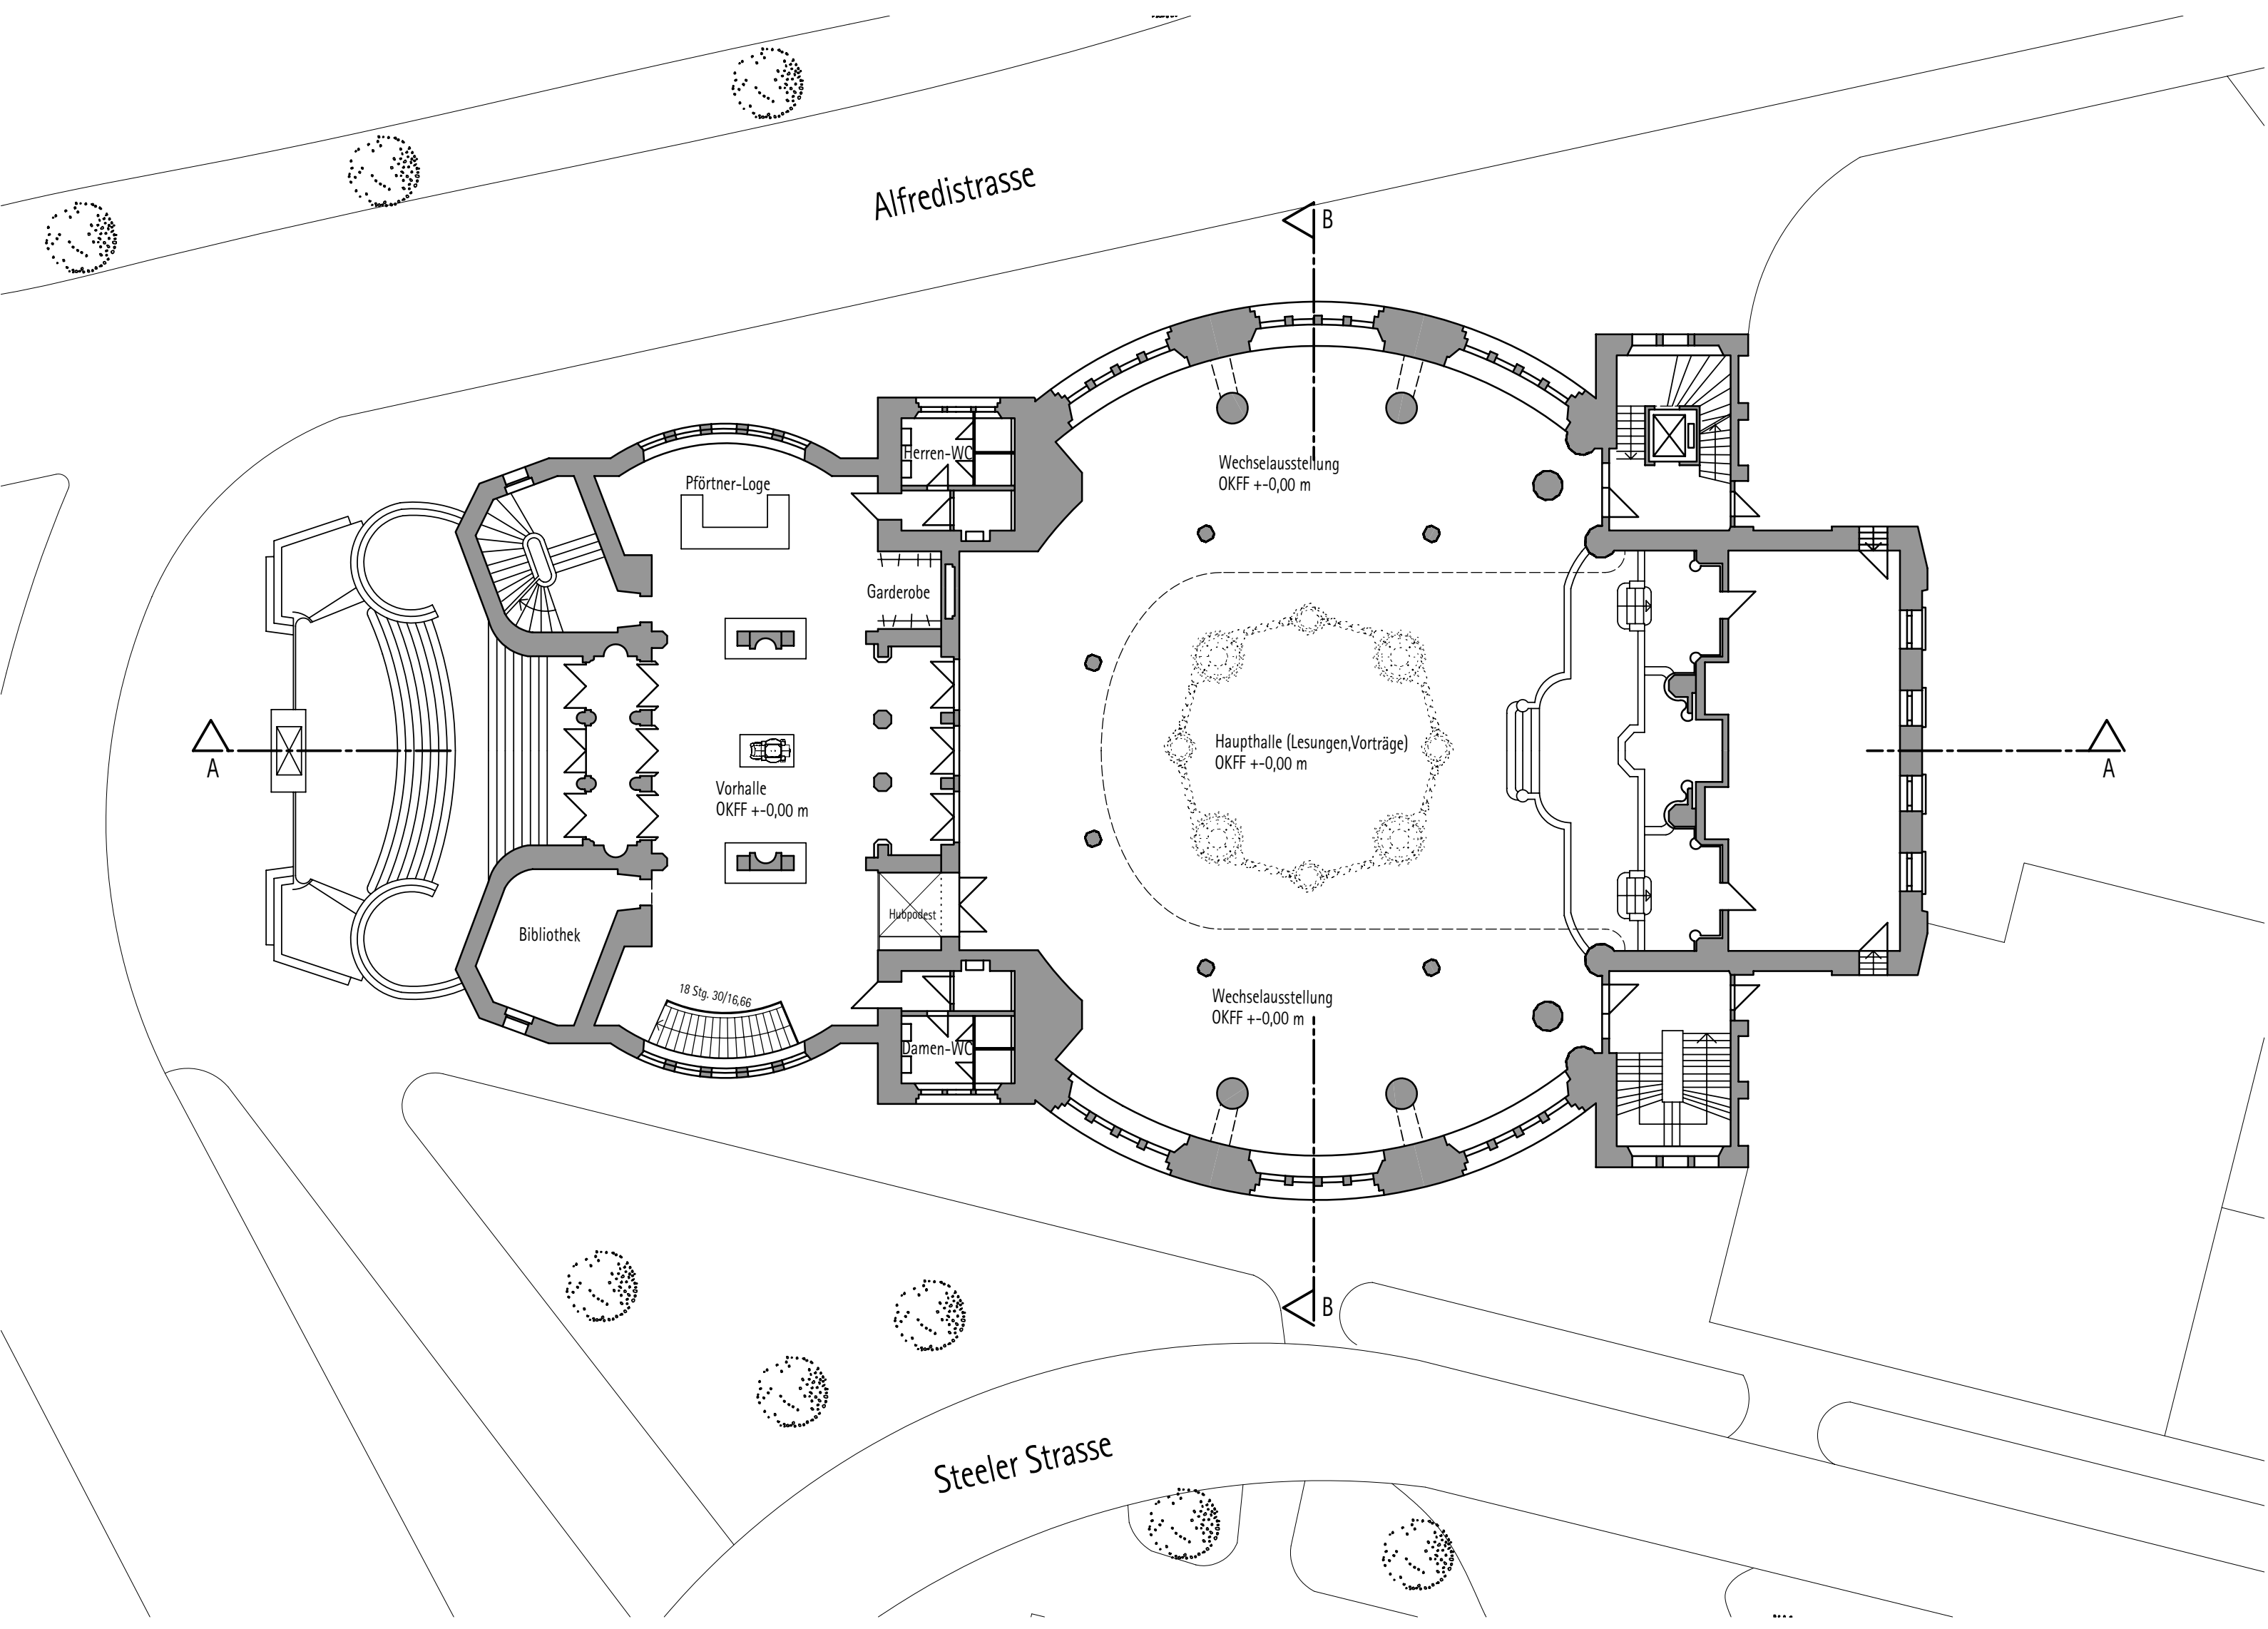 Alfredistrasse
B
Herren-WC
Wechselausstellung
OKFF +-0,00 m
Pförtner-Loge
Garderobe
Haupthalle (Lesungen,Vorträge)
OKFF +-0,00 m
A
A
Vorhalle
OKFF +-0,00 m
Hubpodest
Bibliothek
18 Stg. 30/16,66
Wechselausstellung
OKFF +-0,00 m
Damen-WC
B
Steeler Strasse